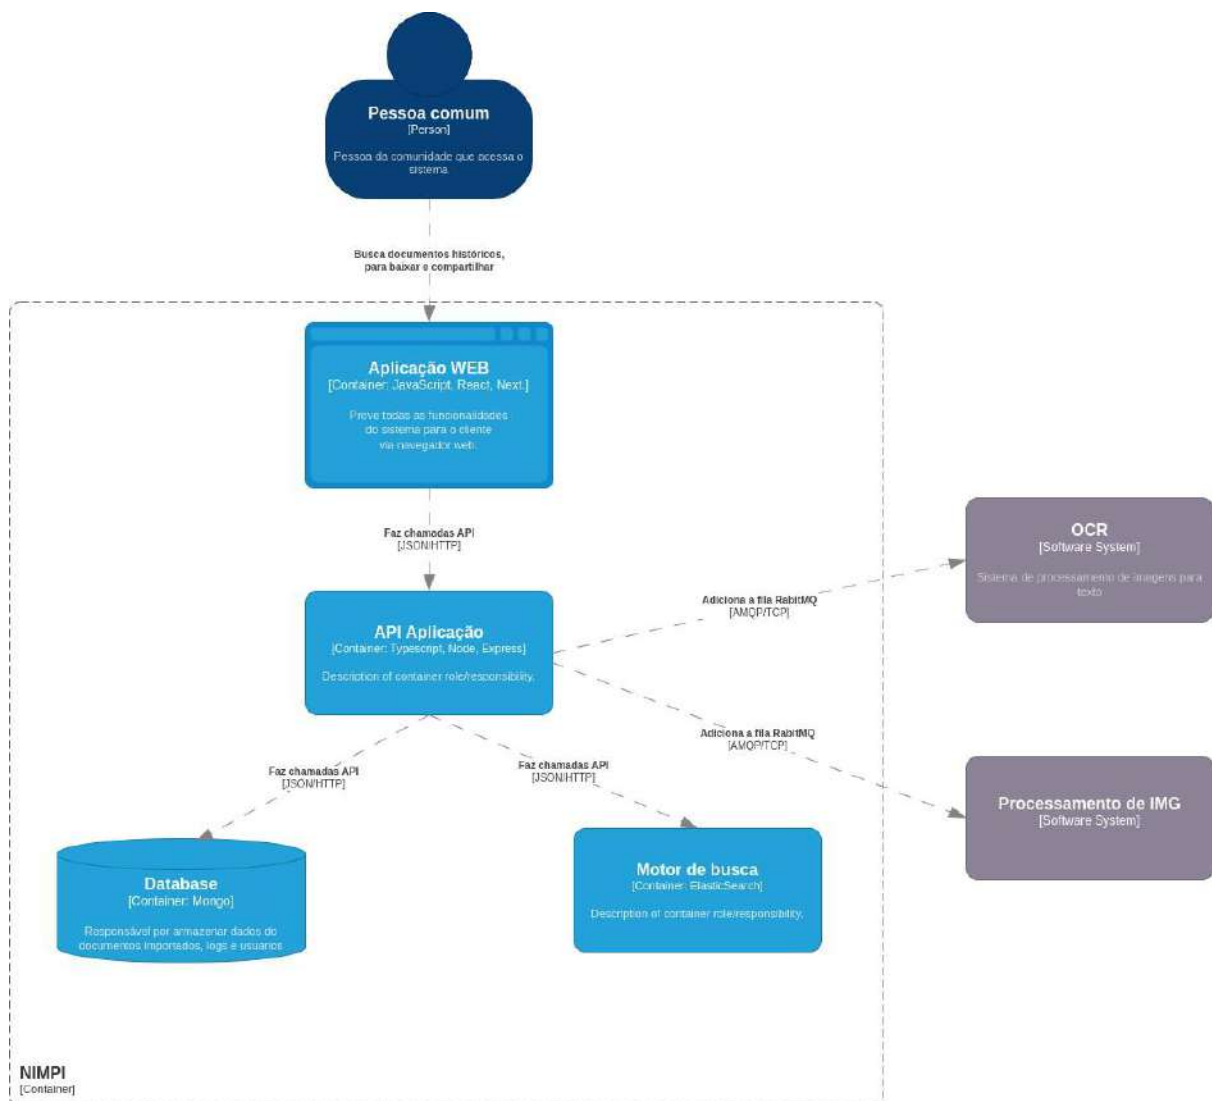 Pessoa comum
[Person]
Pessoa da comunidade que acessa o
sistema.
Busca documentos históricos,
para baixar e compartilhar
Aplicação WEB
[Container: JavaScript, React, Next.]
Prove todas as funcionalidades
do sistema para o cliente
via navegador web.
Faz chamadas API
[JSON/HTTP]
API Aplicação
[Container: Typescript, Node, Express]
Description of container role/responsibility.
Adiciona a fila RabitMQ
[AMQP/TCP]
OCR
[Software System]
Sistema de processamento de imagens para
texto
Adiciona a fila RabitMQ
[AMQP/TCP]
Processamento de IMG
[Software System]
Faz chamadas API
[JSON/HTTP]
Faz chamadas API
[JSON/HTTP]
Database
[Container: Mongo]
Responsável por armazenar dados do
documentos importados, logs e usuarios
Motor de busca
[Container: ElasticSearch]
Description of container role/responsibility.
NIMPI
[Container]